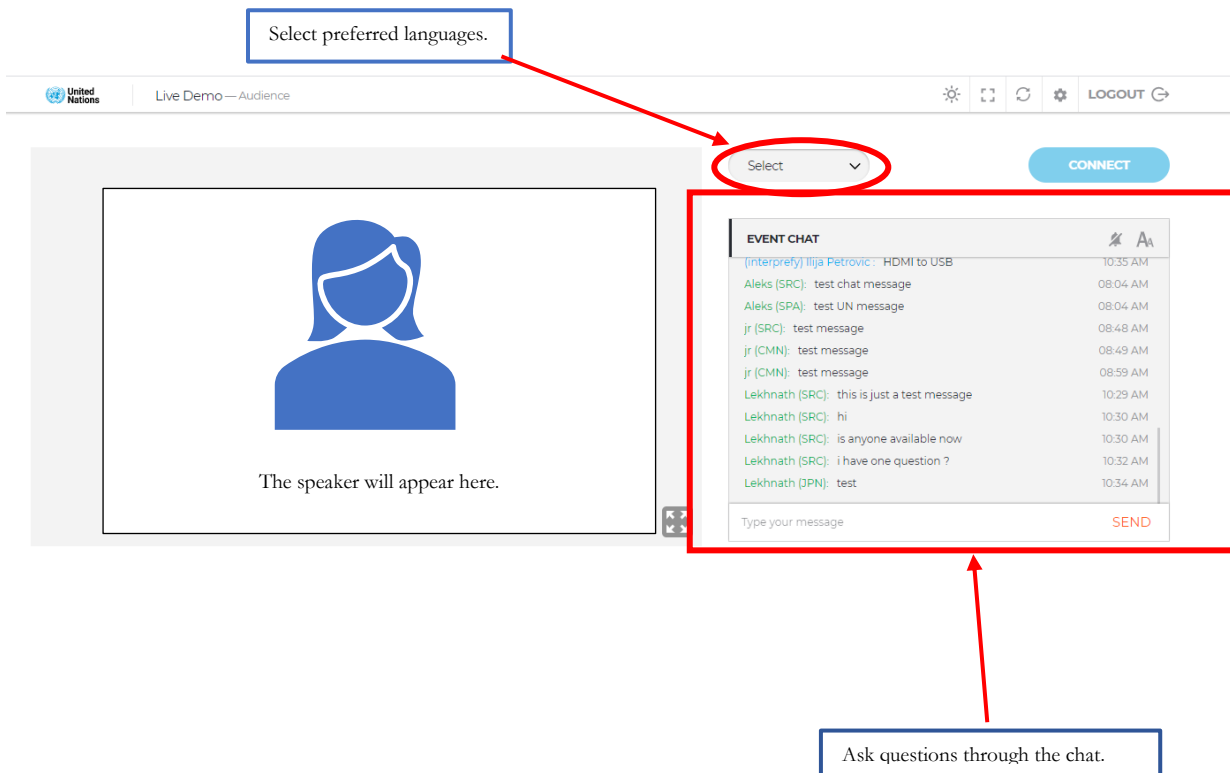 Select preferred languages.
United
Nations
Live Demo — Audience
LOGOUT
Select
CONNECT
EVENT CHAT
AA
(interprefy) Ilija Petrovic : HDMI to USB 10:35 AM
Aleks (SRC): test chat message 08:04 AM
Aleks (SPA): test UN message 08:04 AM
jr (SRC): test message 08:48 AM
jr (CMN): test message 08:49 AM
jr (CMN): test message 08:59 AM
Lekhnath (SRC): this is just a test message 10:29 AM
Lekhnath (SRC): hi 10:30 AM
Lekhnath (SRC): is anyone available now 10:30 AM
Lekhnath (SRC): i have one question ? 10:32 AM
Lekhnath (JPN): test 10:34 AM
The speaker will appear here.
Type your message SEND
Ask questions through the chat.